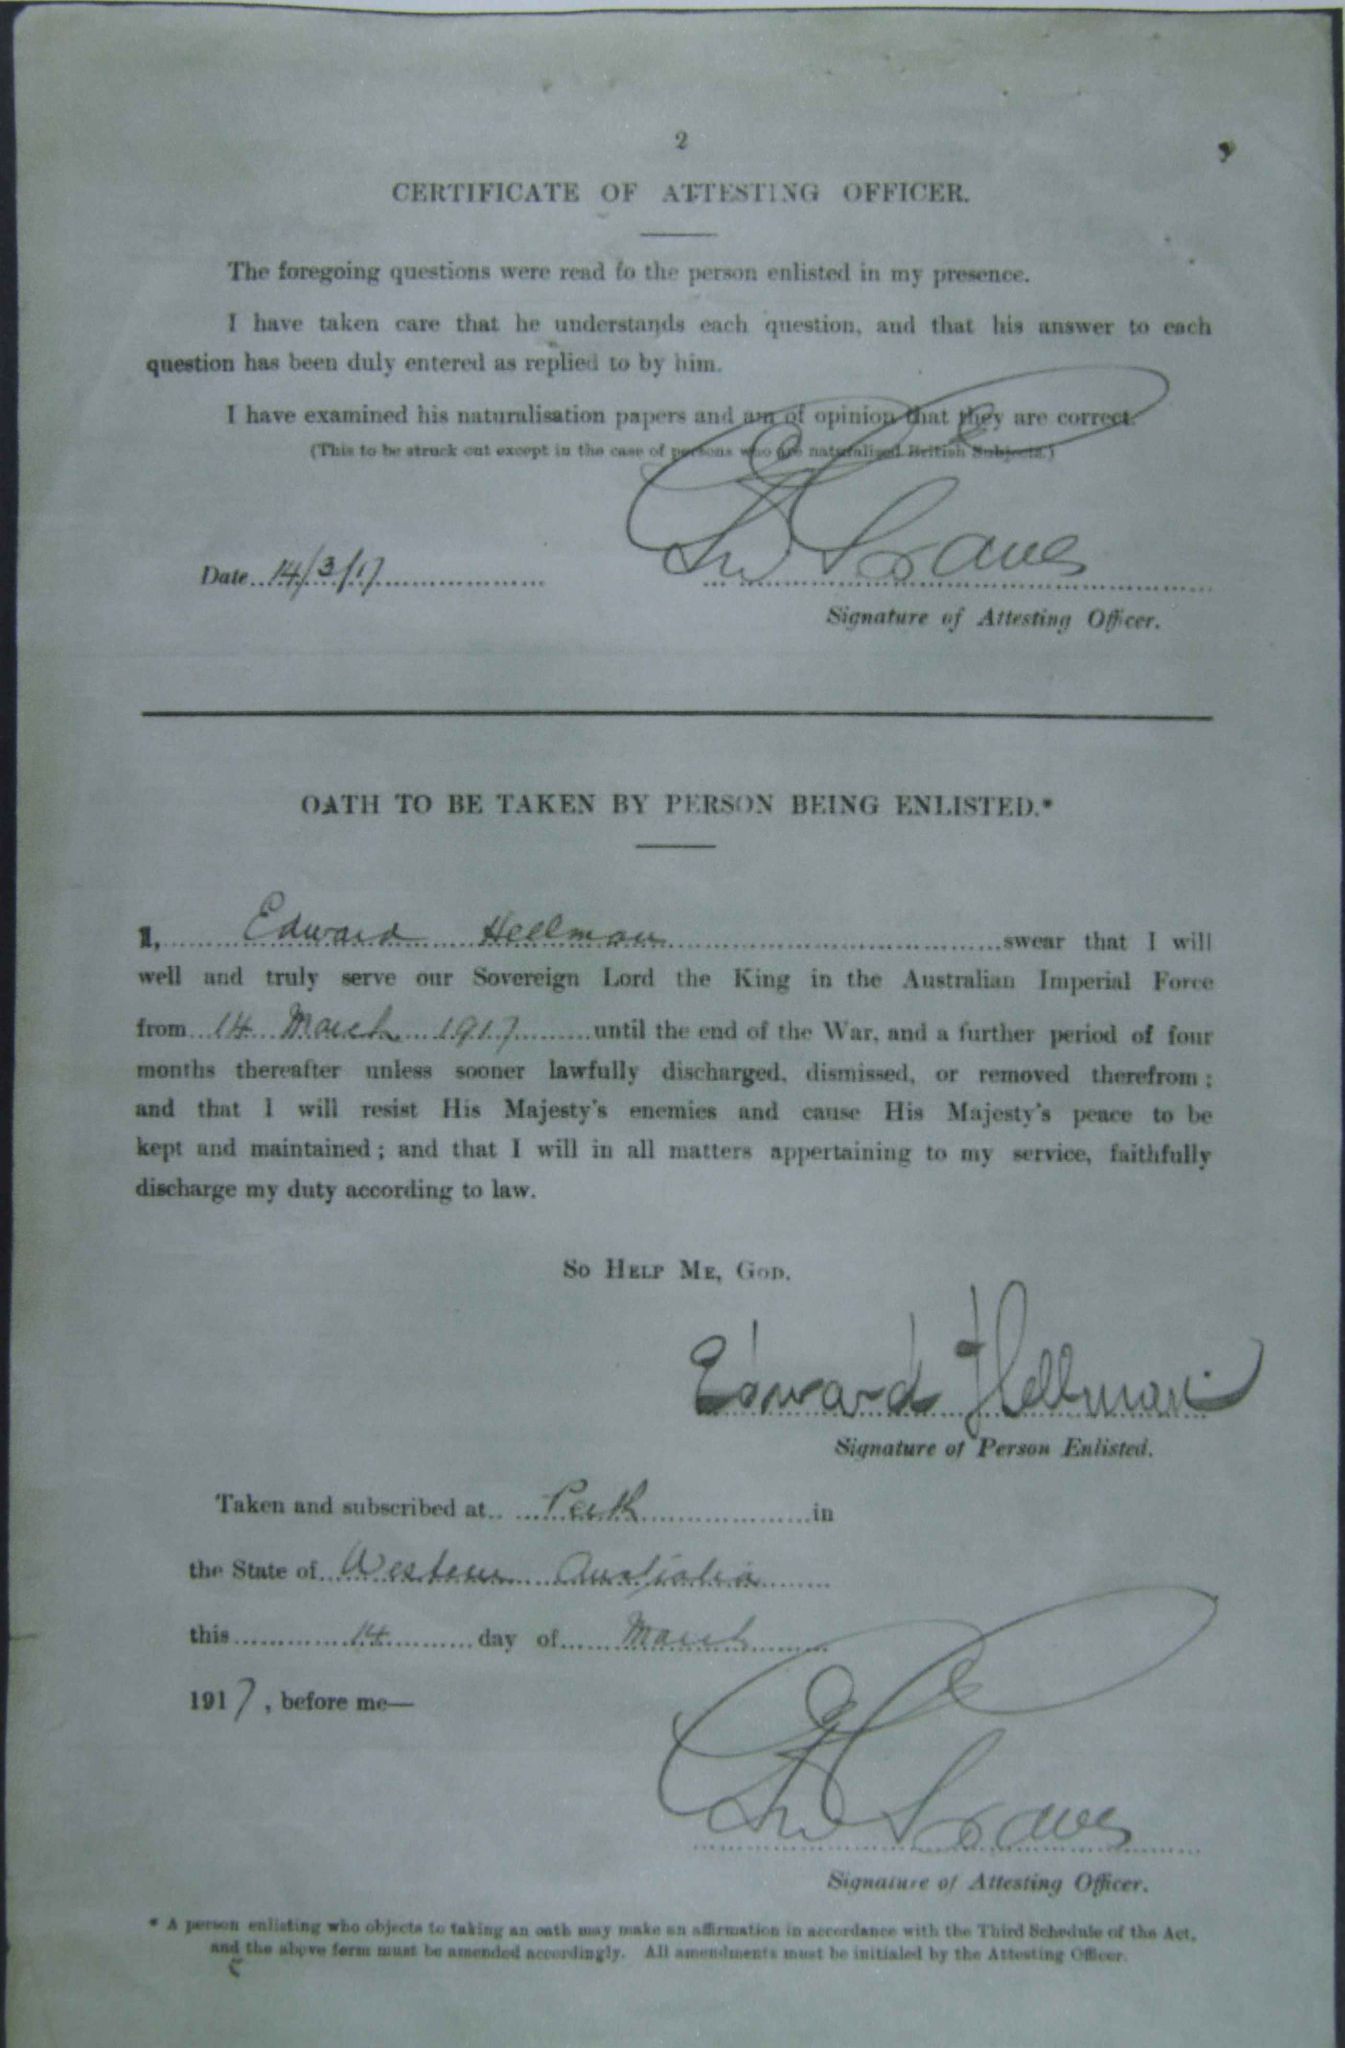 2
CERTIFICATE OF ATTESTING OFFICER.
The foregoing questions were read to the person enlisted in my presence.
I have taken care that he understands each question, and that his answer to each
question has been duly entered as replied to by him.
I have examined his naturalisation papers and am of opinion that they are correct.
(This to be struck out except in the case of persons who are naturalised British Subjects.)
Date 14/3/17
Signature of Attesting Officer.
OATH TO BE TAKEN BY PERSON BEING ENLISTED.*
I, Edward Hellman swear that I will
well and truly serve our Sovereign Lord the King in the Australian Imperial Force
from 14 March 1917 until the end of the War, and a further period of four
months thereafter unless sooner lawfully discharged, dismissed, or removed therefrom;
and that I will resist His Majesty's enemies and cause His Majesty's peace to be
kept and maintained; and that I will in all matters appertaining to my service, faithfully
discharge my duty according to law.
SO HELP ME, GOD.
Edward Hellman
Signature of Person Enlisted.
Taken and subscribed at Perth in
the State of Western Australia
this 14 day of March
1917, before me—
Signature of Attesting Officer.
* A person enlisting who objects to taking an oath may make an affirmation in accordance with the Third Schedule of the Act,
and the above form must be amended accordingly. All amendments must be initialed by the Attesting Officer.